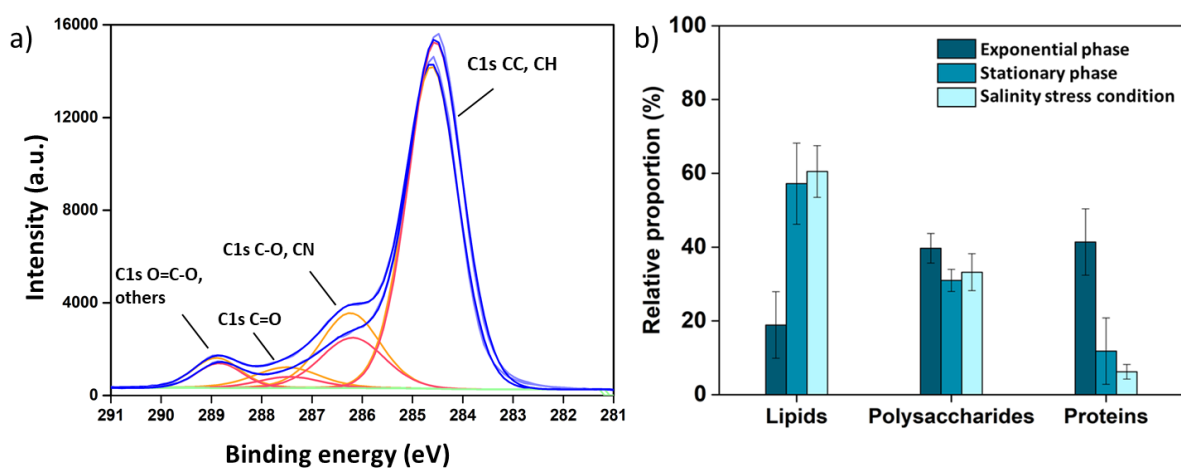 a)
16000
12000
8000
4000
0
Intensity (a.u.)
C1s CC, CH
C1s C-O, CN
C1s O=C-O,
others
C1s C=O
291 290 289 288 287 286 285 284 283 282 281
Binding energy (eV)
b)
100
80
60
40
20
0
Relative proportion (%)
Exponential phase
Stationary phase
Salinity stress condition
Lipids Polysaccharides Proteins